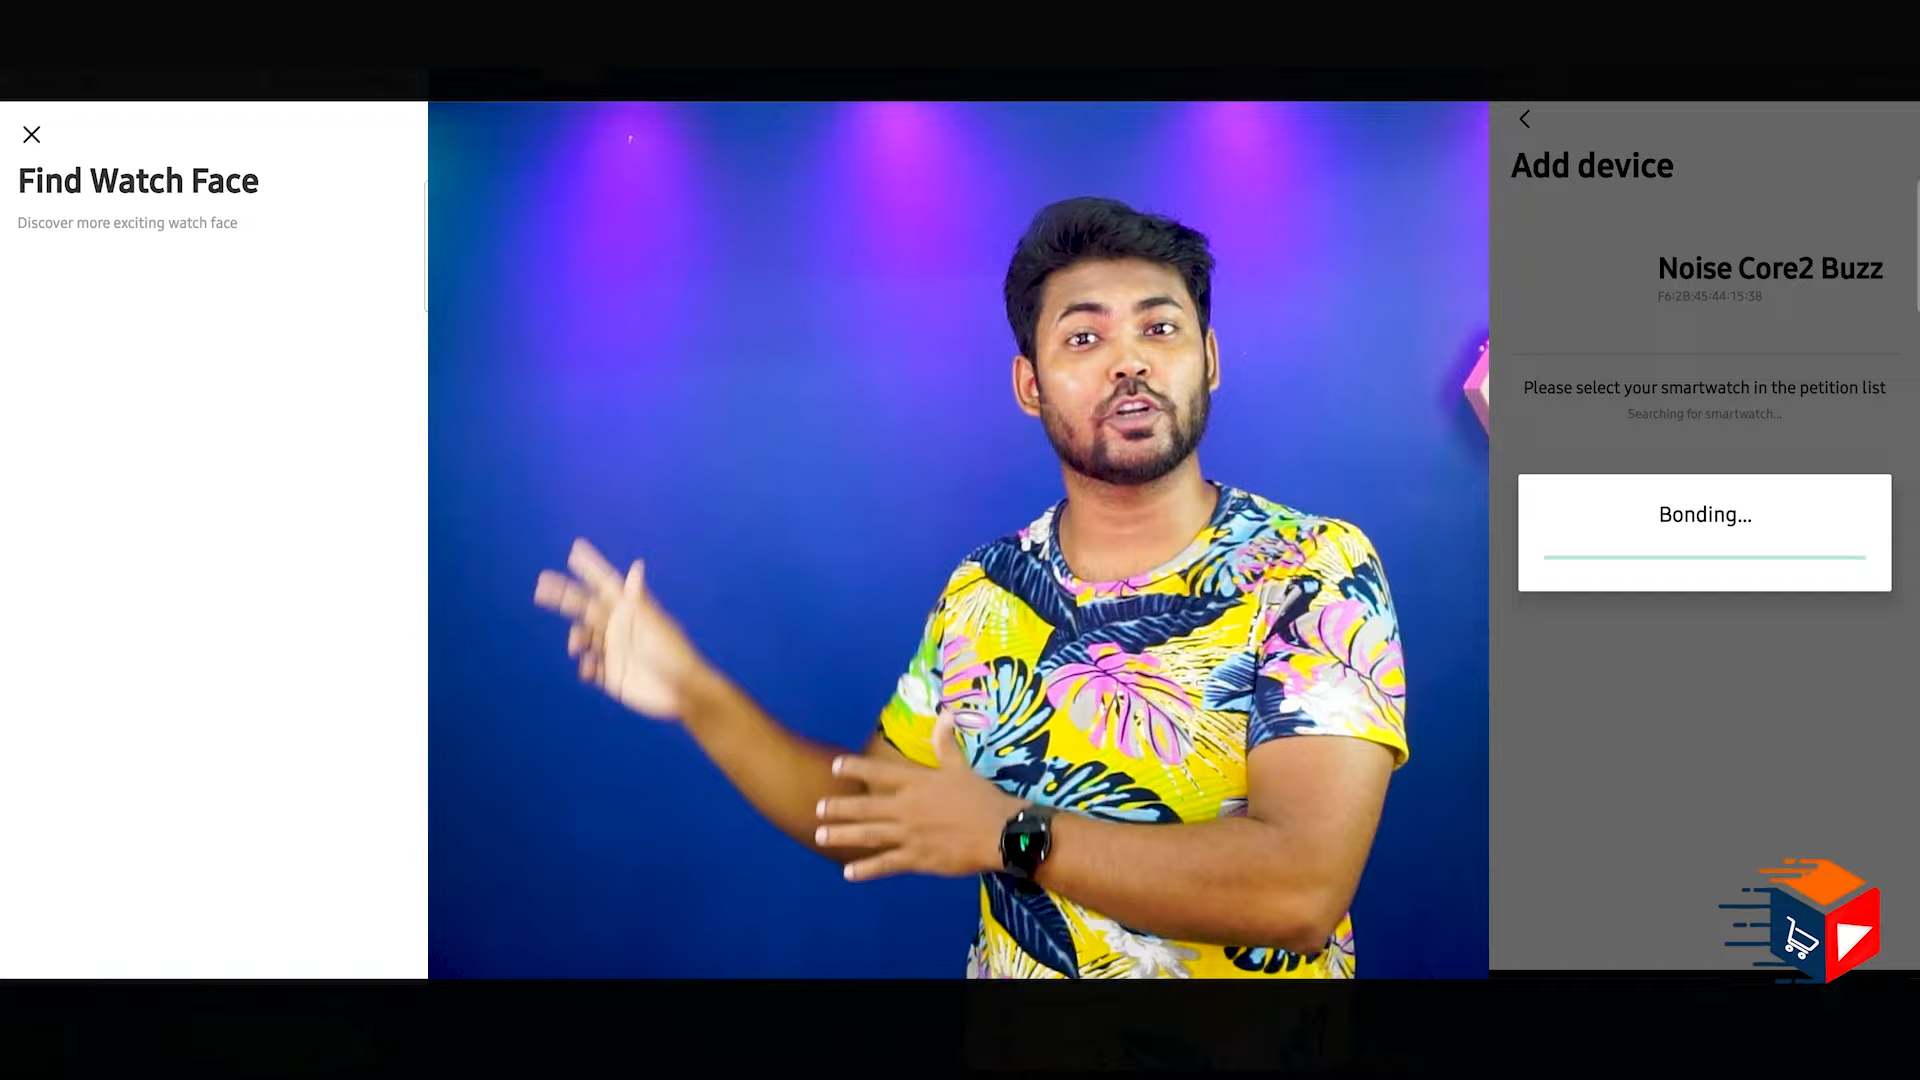 Find Watch Face
Discover more exciting watch face
Add device
Noise Core2 Buzz
F6:2B:45:44:15:38
Please select your smartwatch in the petition list
Searching for smartwatch...
Bonding...